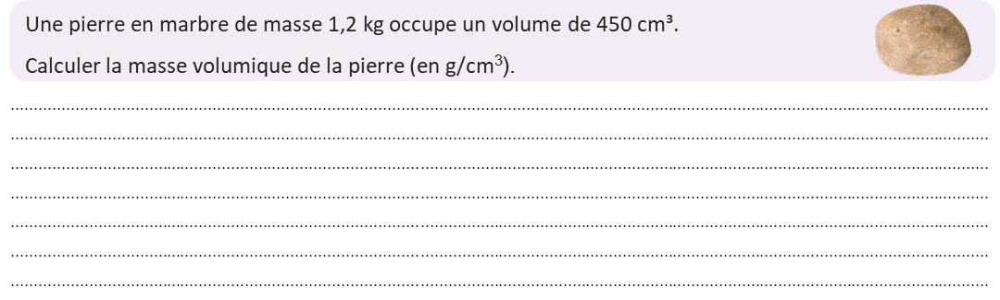 Une pierre en marbre de masse 1,2 kg occupe un volume de 450 cm³.
Calculer la masse volumique de la pierre (en g/cm³).